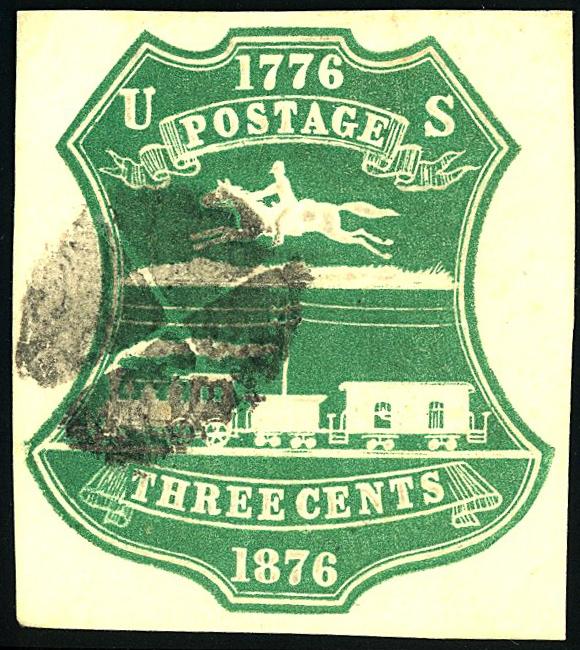 1776
U POSTAGE S
THREE CENTS
1876